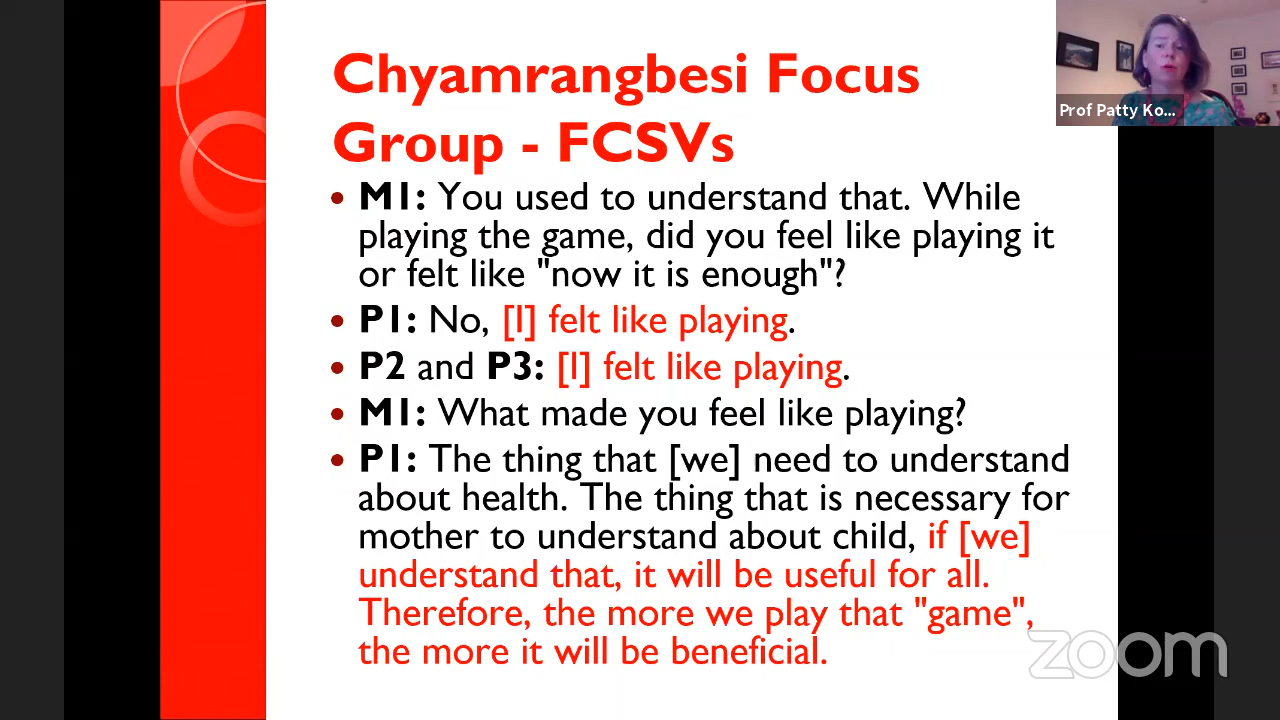 Chyamrangbesi Focus
Group - FCSVs
• M1: You used to understand that. While
playing the game, did you feel like playing it
or felt like "now it is enough"?
• P1: No, [I] felt like playing.
• P2 and P3: [I] felt like playing.
• M1: What made you feel like playing?
• P1: The thing that [we] need to understand
about health. The thing that is necessary for
mother to understand about child, if [we]
understand that, it will be useful for all.
Therefore, the more we play that "game",
the more it will be beneficial.
Prof Patty Ko...
zoom